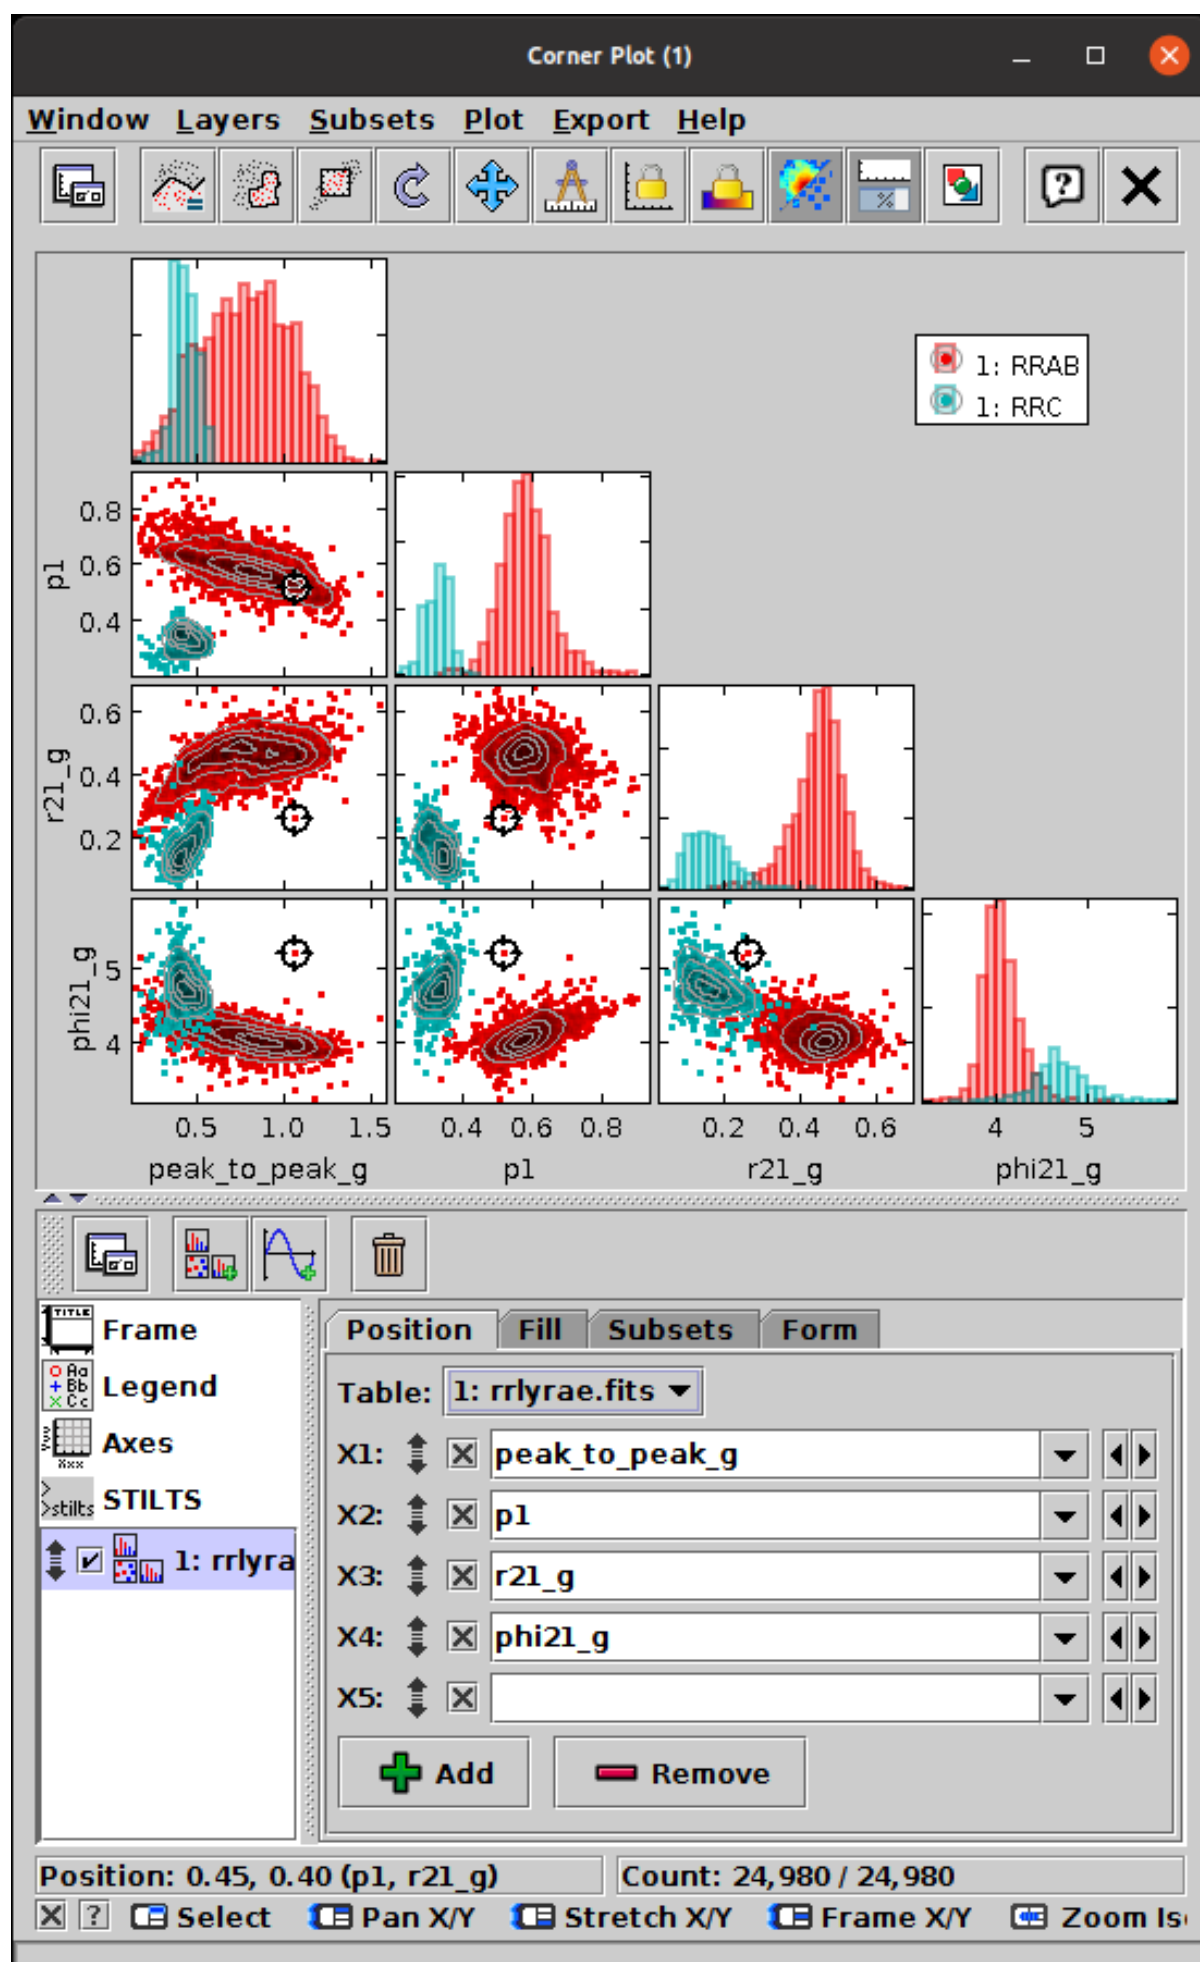 Corner Plot (1)
Window Layers Subsets Plot Export Help
1: RRAB
1: RRC
0.8
0.6
0.4
p1
0.6
0.4
0.2
r21_g
5
4
phi21_g
0.5 1.0 1.5 0.4 0.6 0.8 0.2 0.4 0.6 4 5
peak_to_peak_g p1 r21_g phi21_g
Frame
Legend
Axes
STILTS
1: rrlyra
Position Fill Subsets Form
Table: 1: rrlyrae.fits
X1: peak_to_peak_g
X2: p1
X3: r21_g
X4: phi21_g
X5:
Add Remove
Position: 0.45, 0.40 (p1, r21_g) Count: 24,980 / 24,980
Select Pan X/Y Stretch X/Y Frame X/Y Zoom Is